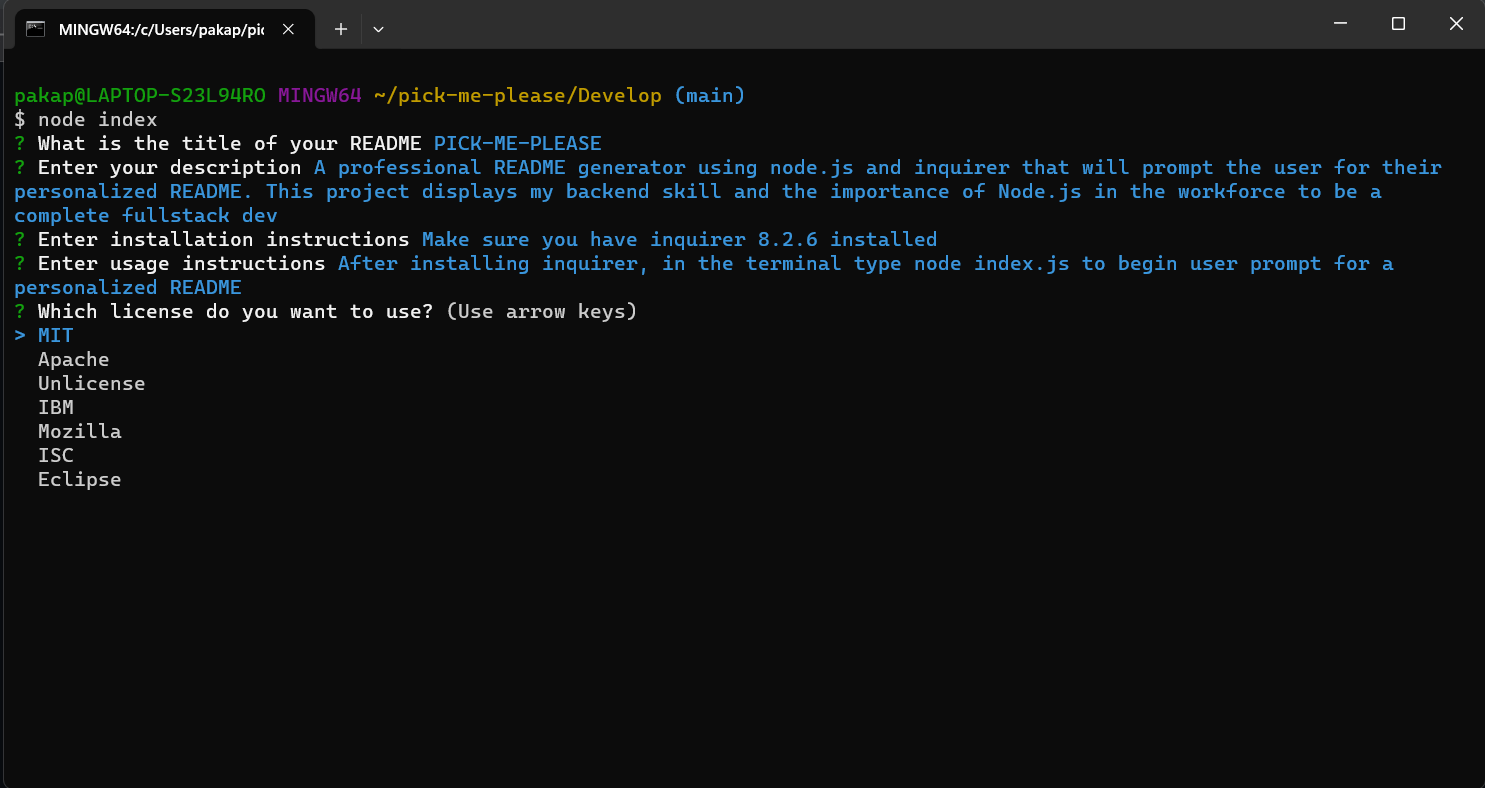 MINGW64:/c/Users/pakap/pic
pakap@LAPTOP-S23L94RO MINGW64 ~/pick-me-please/Develop (main)
$ node index
? What is the title of your README PICK-ME-PLEASE
? Enter your description A professional README generator using node.js and inquirer that will prompt the user for their
personalized README. This project displays my backend skill and the importance of Node.js in the workforce to be a
complete fullstack dev
? Enter installation instructions Make sure you have inquirer 8.2.6 installed
? Enter usage instructions After installing inquirer, in the terminal type node index.js to begin user prompt for a
personalized README
? Which license do you want to use? (Use arrow keys)
> MIT
  Apache
  Unlicense
  IBM
  Mozilla
  ISC
  Eclipse